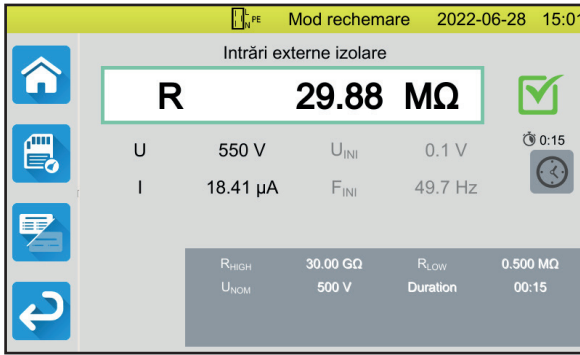 L N PE Mod rechemare 2022-06-28 15:01
Intrări externe izolare
R 29.88 MΩ
0:15
U 550 V UINI 0.1 V
I 18.41 µA FINI 49.7 Hz
RHIGH 30.00 GΩ RLOW 0.500 MΩ
UNOM 500 V Duration 00:15